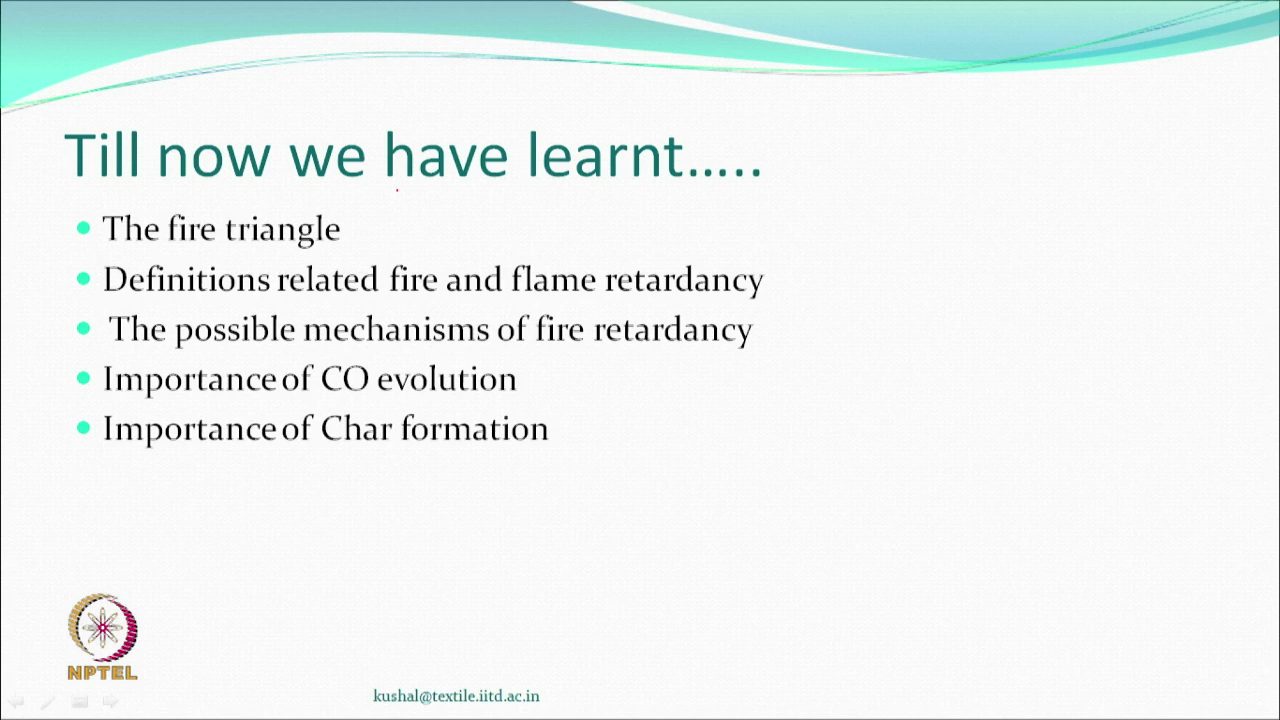 Till now we have learnt…..
The fire triangle
Definitions related fire and flame retardancy
The possible mechanisms of fire retardancy
Importance of CO evolution
Importance of Char formation
NPTEL
kushal@textile.iitd.ac.in